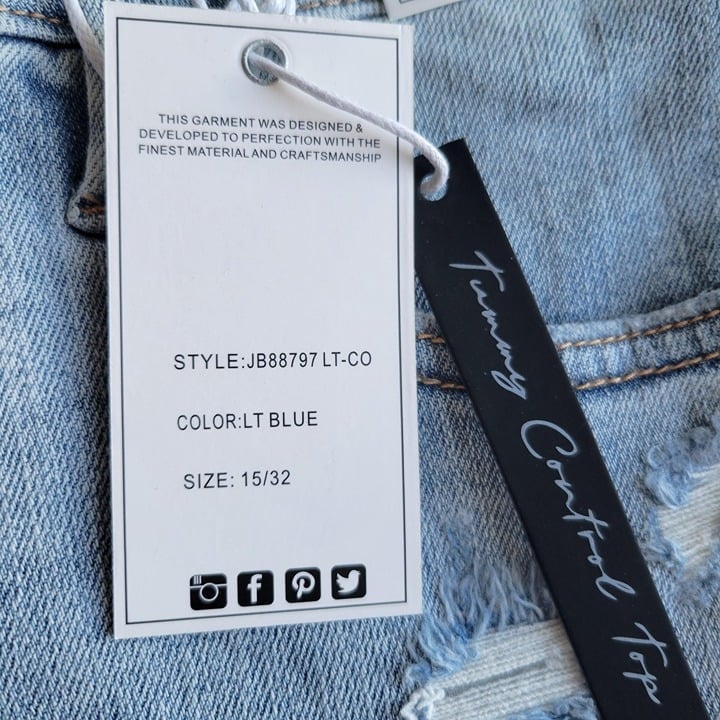 THIS GARMENT WAS DESIGNED &
DEVELOPED TO PERFECTION WITH THE
FINEST MATERIAL AND CRAFTSMANSHIP
STYLE:JB88797 LT-CO
COLOR:LT BLUE
SIZE: 15/32
Tummy Control Top